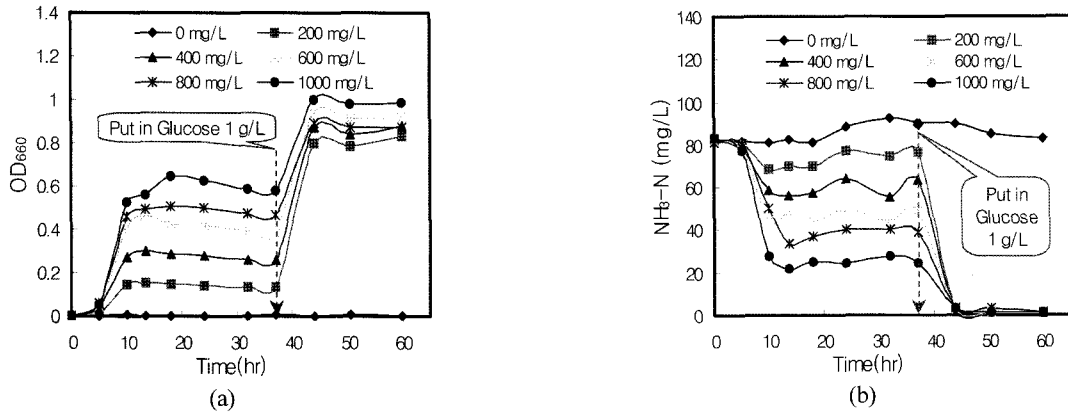 1.4
1.2
1
0.8
0.6
0.4
0.2
0
OD660
0 mg/L
200 mg/L
400 mg/L
600 mg/L
800 mg/L
1000 mg/L
Put in Glucose 1 g/L
0 10 20 30 40 50 60
Time(hr)
(a)
140
120
100
80
60
40
20
0
NH3-N (mg/L)
0 mg/L
200 mg/L
400 mg/L
600 mg/L
800 mg/L
1000 mg/L
Put in
Glucose
1 g/L
0 10 20 30 40 50 60
Time(hr)
(b)